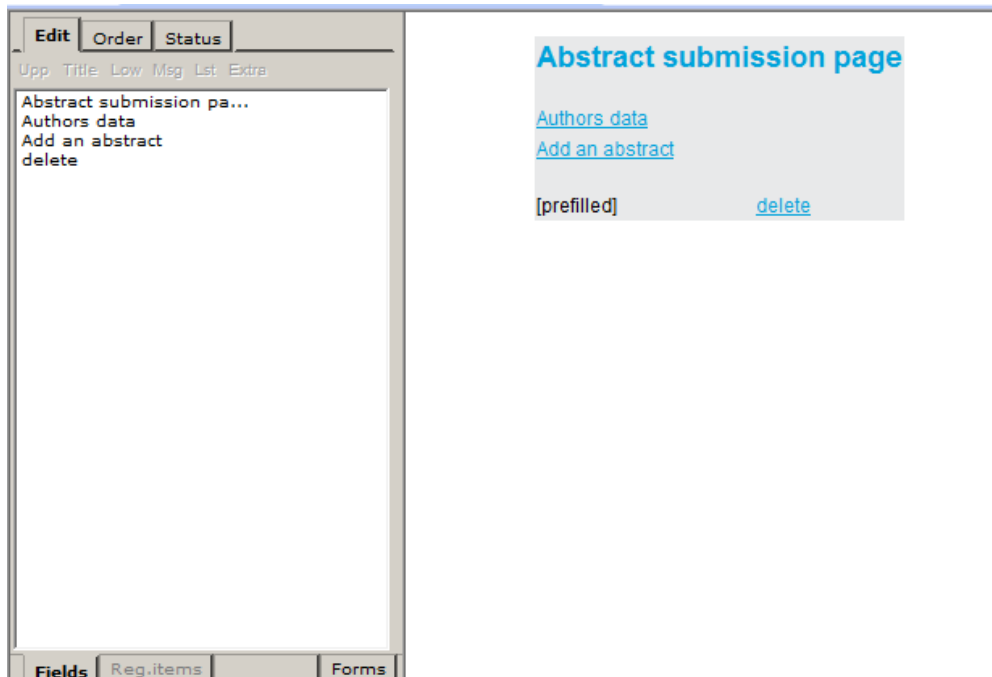 Edit Order Status
Upp Title Low Msg Lst Extra
Abstract submission pa...
Authors data
Add an abstract
delete
Fields Reg.items Forms
Abstract submission page
Authors data
Add an abstract
[prefilled] delete